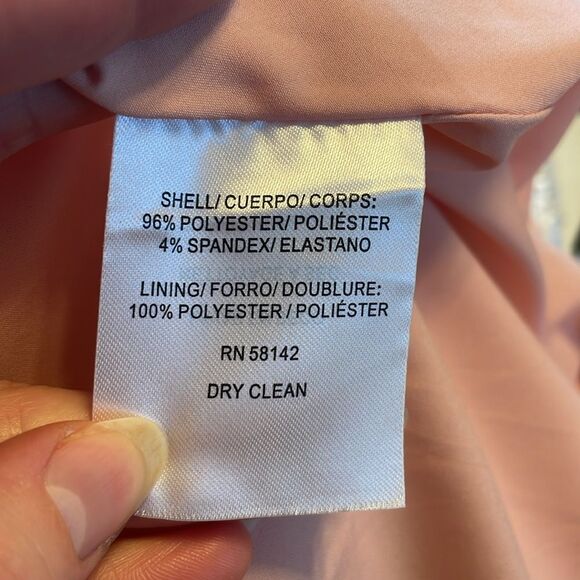 SHELL/ CUERPO/ CORPS:
96% POLYESTER/ POLIÉSTER
4% SPANDEX/ ELASTANO
LINING/ FORRO/ DOUBLURE:
100% POLYESTER/ POLIÉSTER
RN 58142
DRY CLEAN